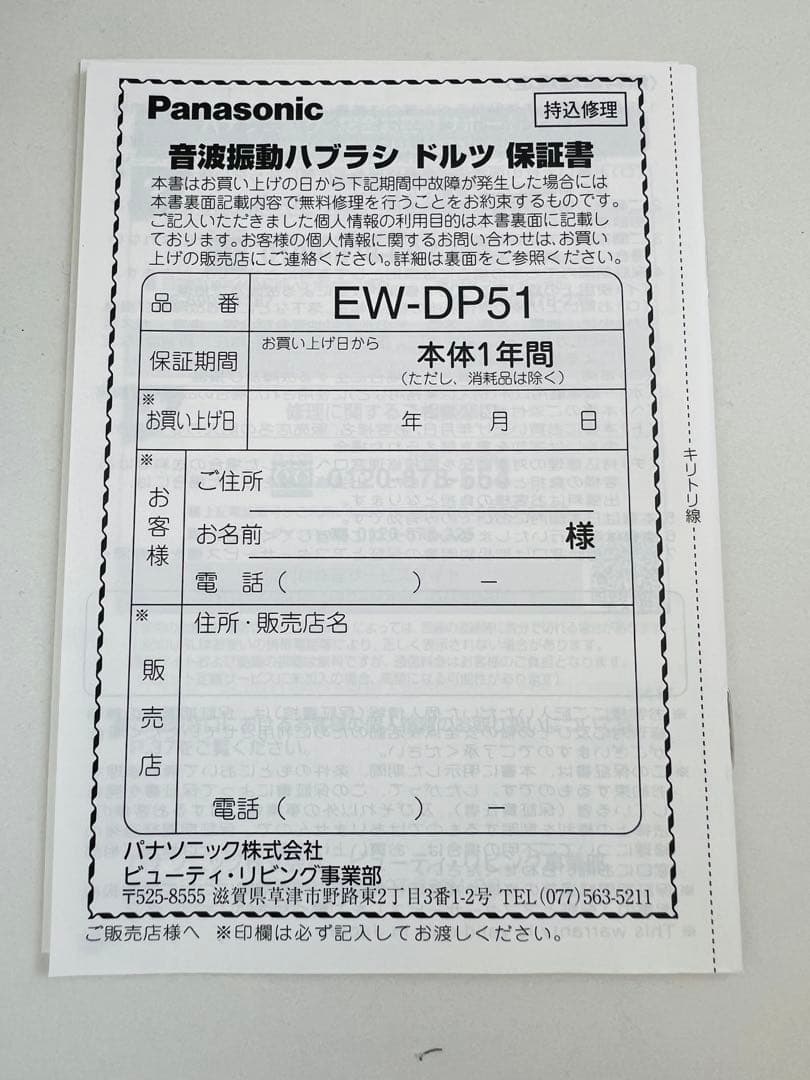 Panasonic
持込修理
音波振動ハブラシ ドルツ 保証書
本書はお買い上げの日から下記期間中故障が発生した場合には
本書裏面記載内容で無料修理を行うことをお約束するものです。
ご記入いただきました個人情報の利用目的は本書裏面に記載し
ております。お客様の個人情報に関するお問い合わせは、お買い
上げの販売店にご連絡ください。詳細は裏面をご参照ください。
品番 EW-DP51
保証期間 お買い上げ日から 本体1年間
(ただし、消耗品は除く)
※
お買い上げ日 年 月 日
※
お客様
ご住所
お名前 様
電話( ) ー
※
販売店
住所・販売店名
電話( ) ー
キリトリ線
パナソニック株式会社
ビューティ・リビング事業部
〒525-8555 滋賀県草津市野路東2丁目3番1-2号 TEL(077)563-5211
ご販売店様へ ※印欄は必ず記入してお渡しください。